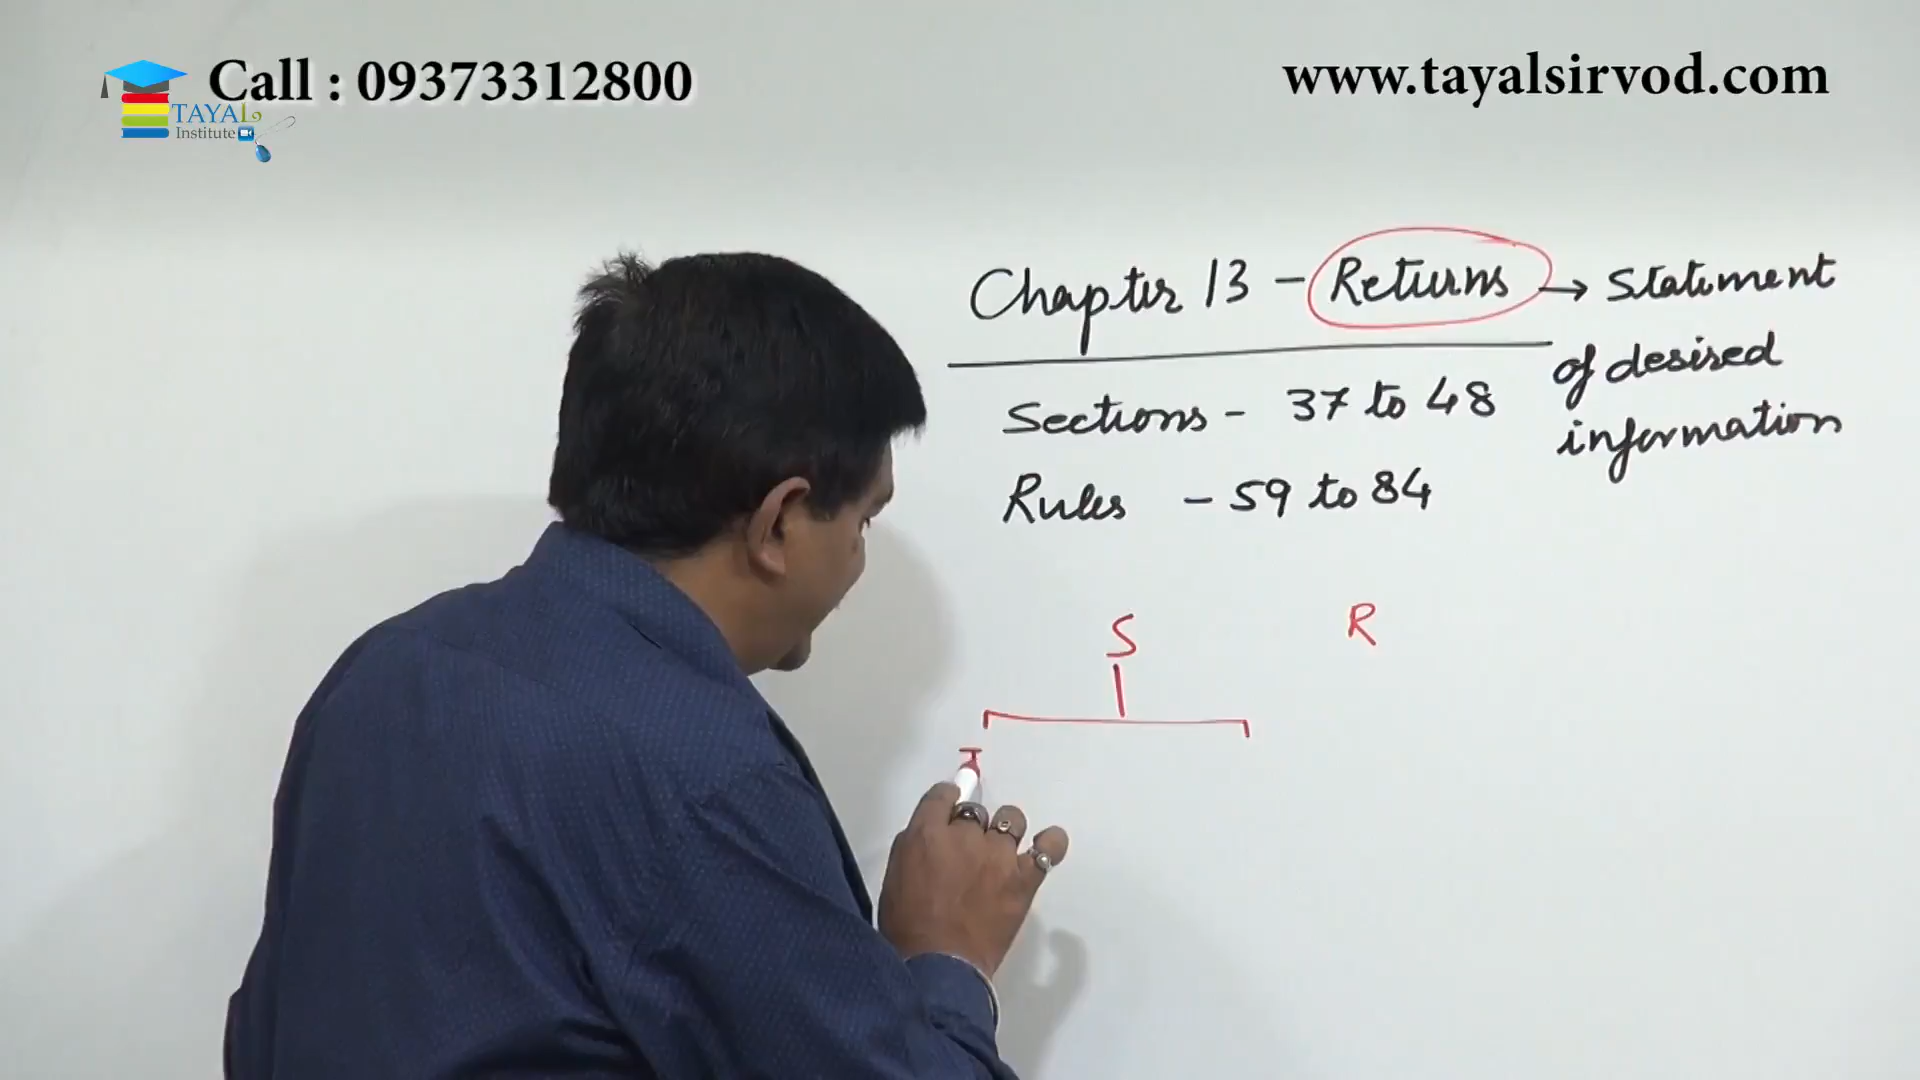 Call : 09373312800
www.tayalsirvod.com
TAYAL
Institute
Chapter 13 - Returns → Statement
of desired
information
Sections - 37 to 48
Rules - 59 to 84
S R
I